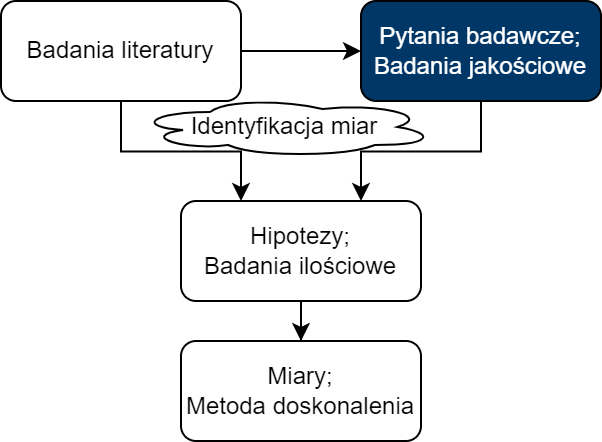 Badania literatury
Pytania badawcze;
Badania jakościowe
Identyfikacja miar
Hipotezy;
Badania ilościowe
Miary;
Metoda doskonalenia